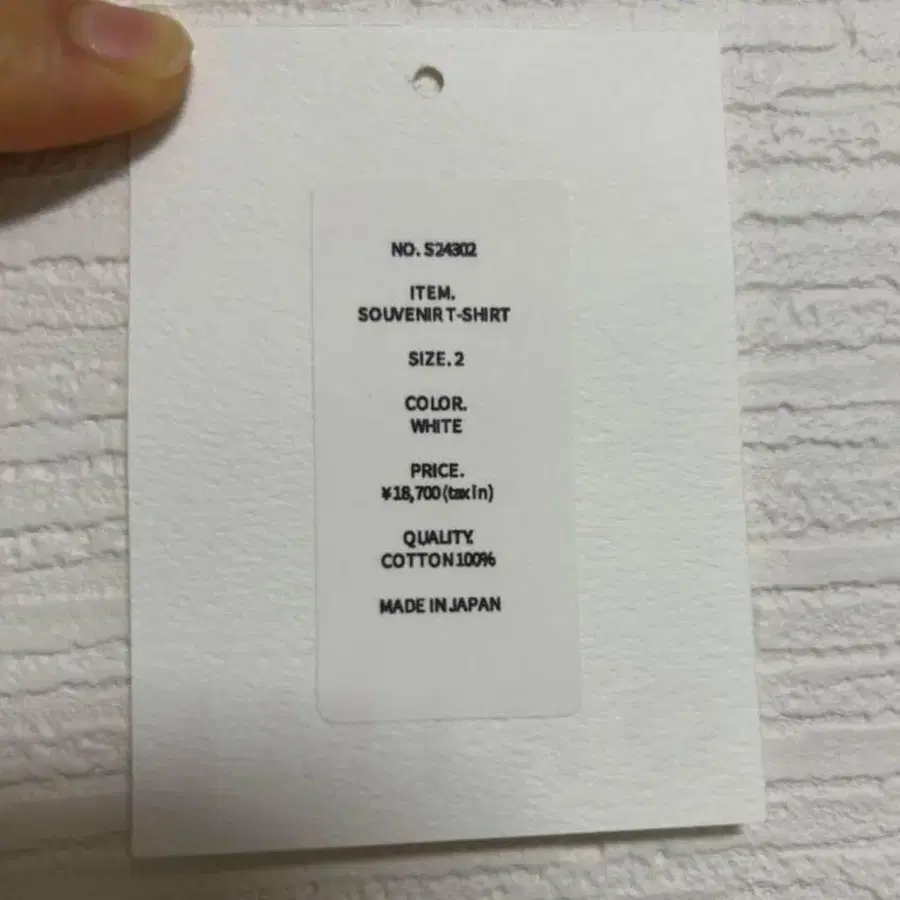 NO. S24302
ITEM.
SOUVENIR T-SHIRT
SIZE. 2
COLOR.
WHITE
PRICE.
¥18,700 (tax in)
QUALITY.
COTTON 100%
MADE IN JAPAN